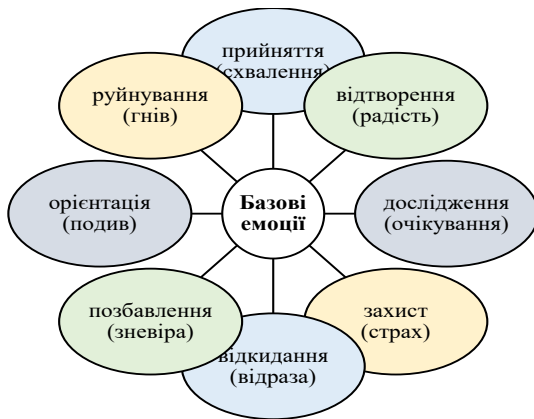 прийняття
(схвалення)
відтворення
(радість)
дослідження
(очікування)
захист
(страх)
відкидання
(відраза)
позбавлення
(зневіра)
орієнтація
(подив)
руйнування
(гнів)
Базові
емоції